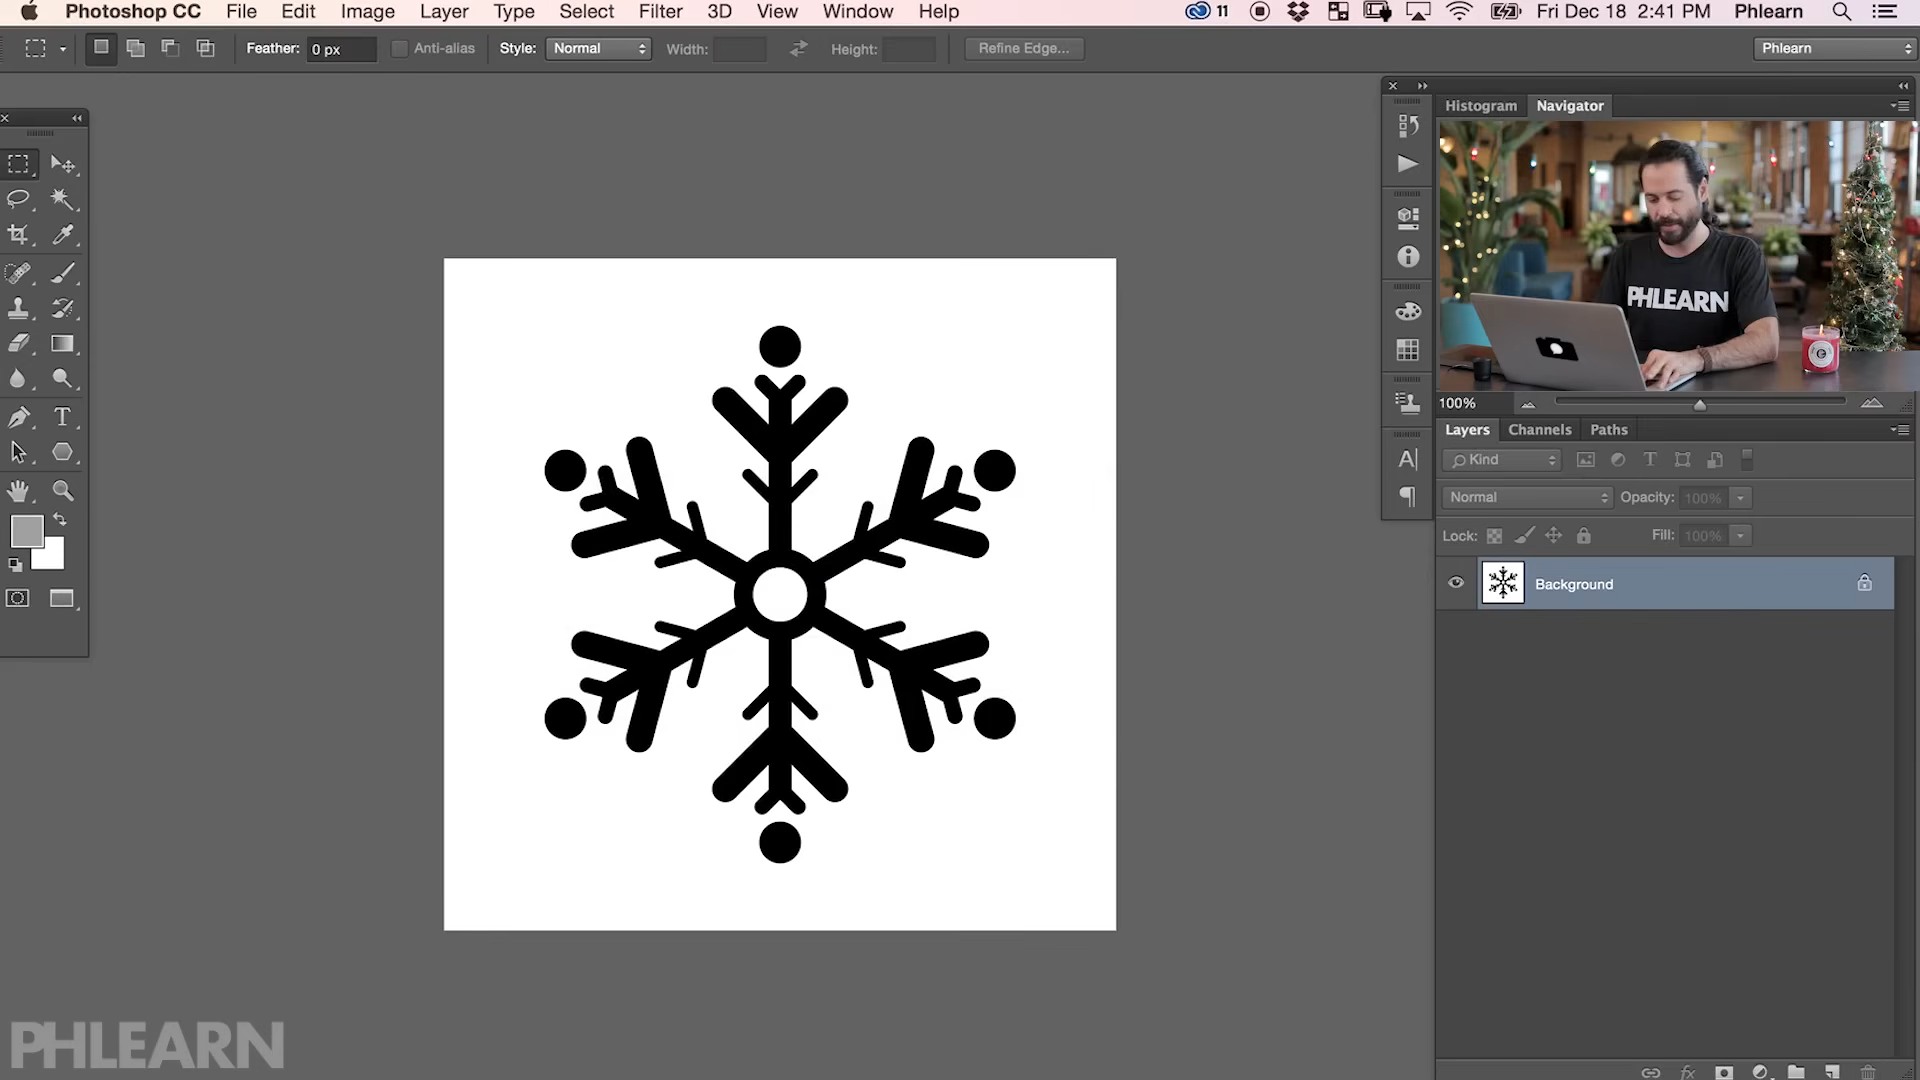 Photoshop CC File Edit Image Layer Type Select Filter 3D View Window Help 11 Fri Dec 18 2:41 PM Phlearn
Feather: 0 px Anti-alias Style: Normal Width: Height: Refine Edge... Phlearn
Histogram Navigator
PHLEARN
100%
Layers Channels Paths
Kind
Normal Opacity: 100%
Lock: Fill: 100%
Background
PHLEARN